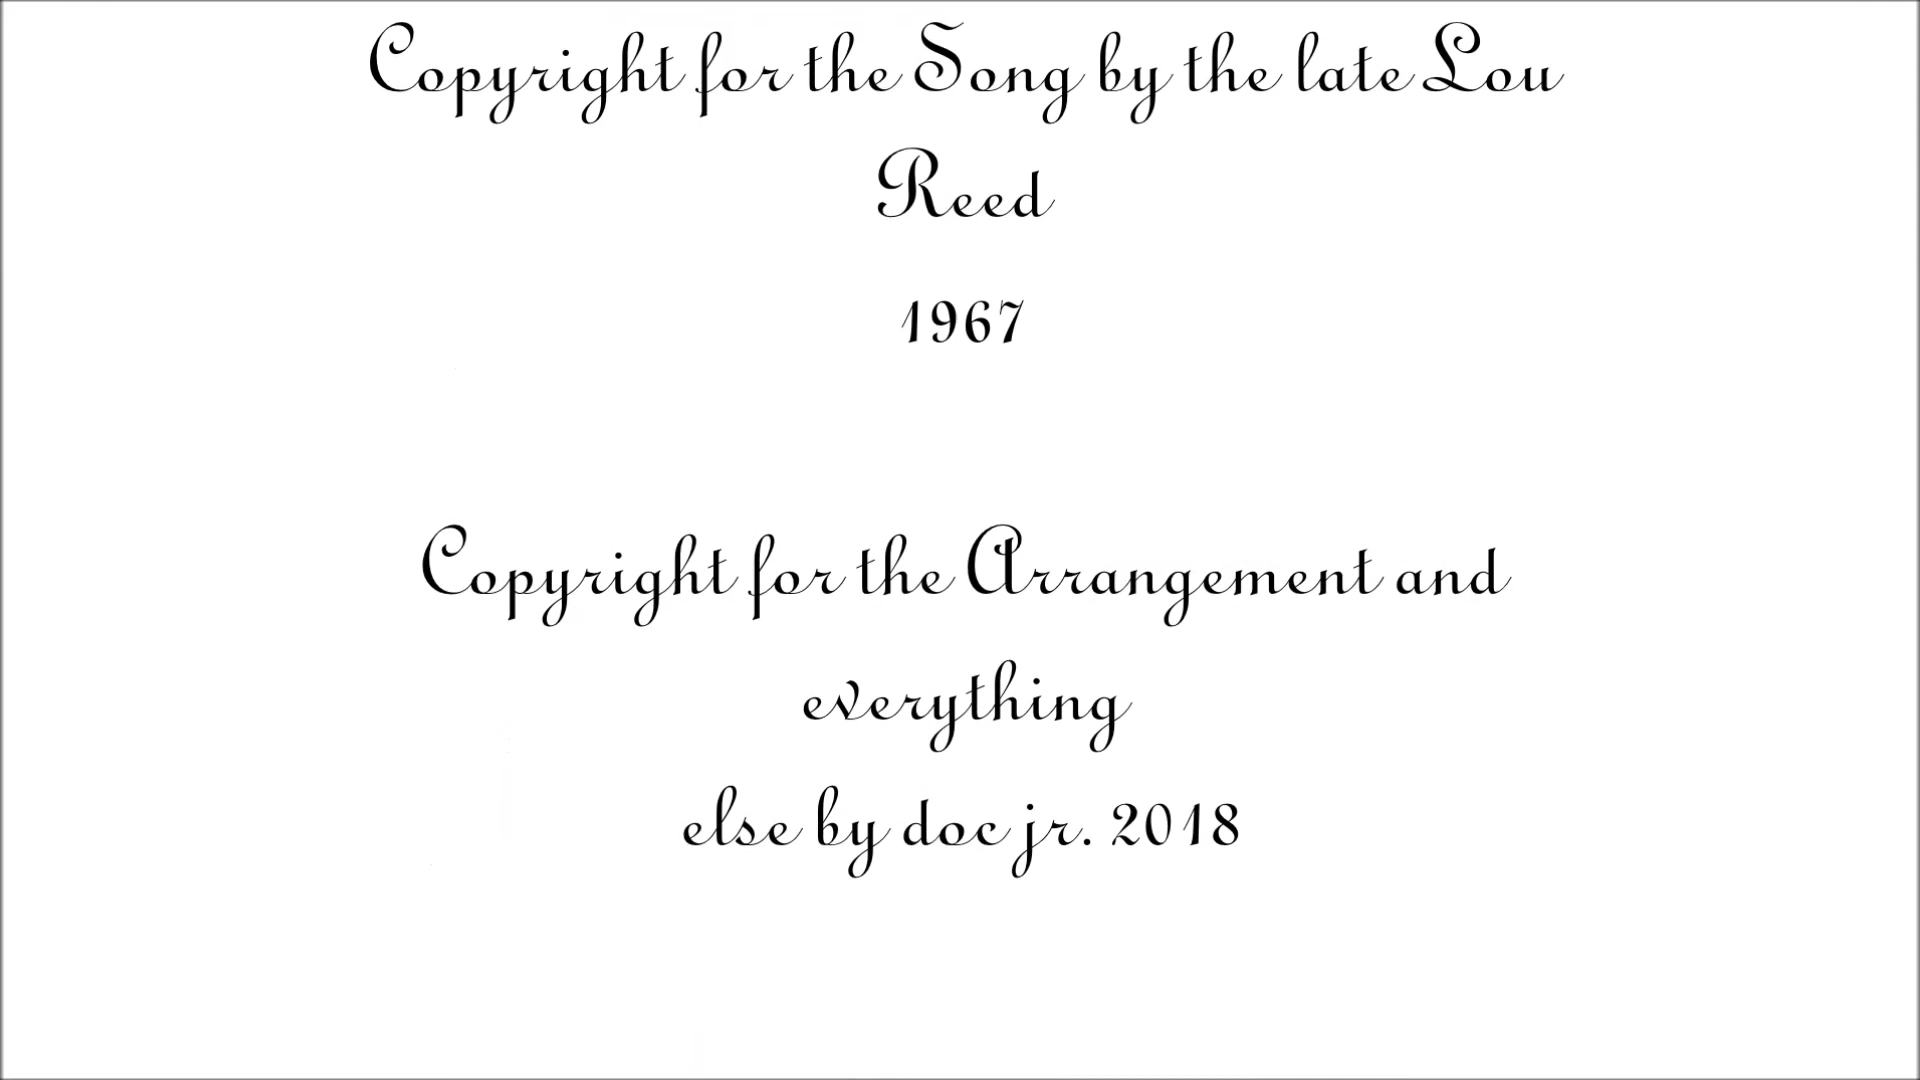 Copyright for the Song by the late Lou
Reed
1967
Copyright for the Arrangement and
everything
else by doc jr. 2018